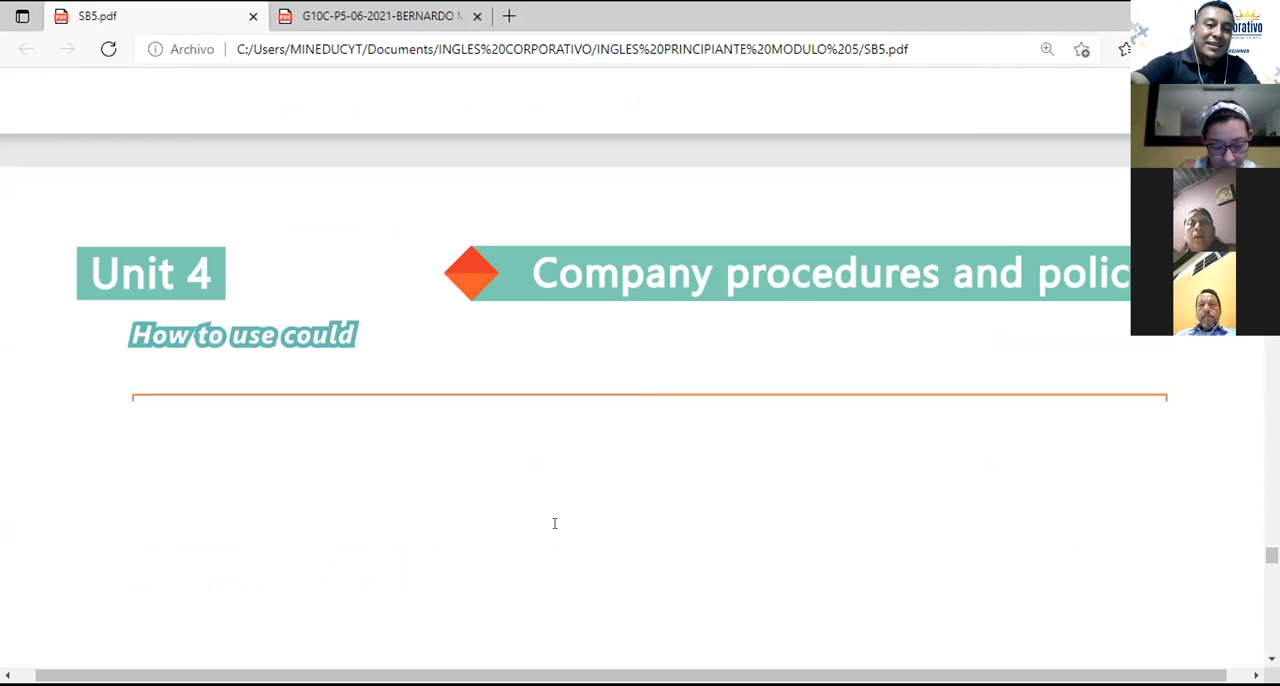 SB5.pdf
G10C-P5-06-2021-BERNARDO
Archivo
C:/Users/MINEDUCYT/Documents/INGLES%20CORPORATIVO/INGLES%20PRINCIPIANTE%20MODULO%205/SB5.pdf
Unit 4
Company procedures and polic
How to use could